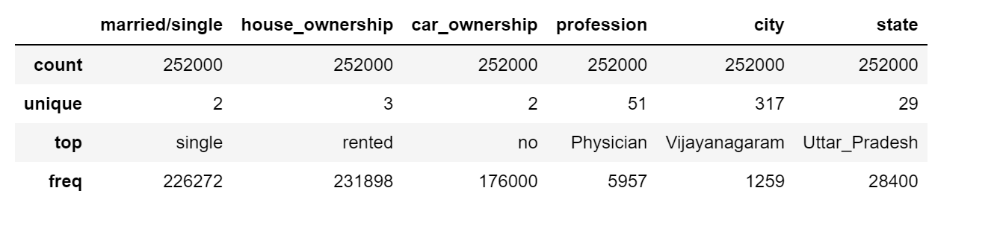 married/single house_ownership car_ownership profession city state
count 252000 252000 252000 252000 252000 252000
unique 2 3 2 51 317 29
top single rented no Physician Vijayanagaram Uttar_Pradesh
freq 226272 231898 176000 5957 1259 28400